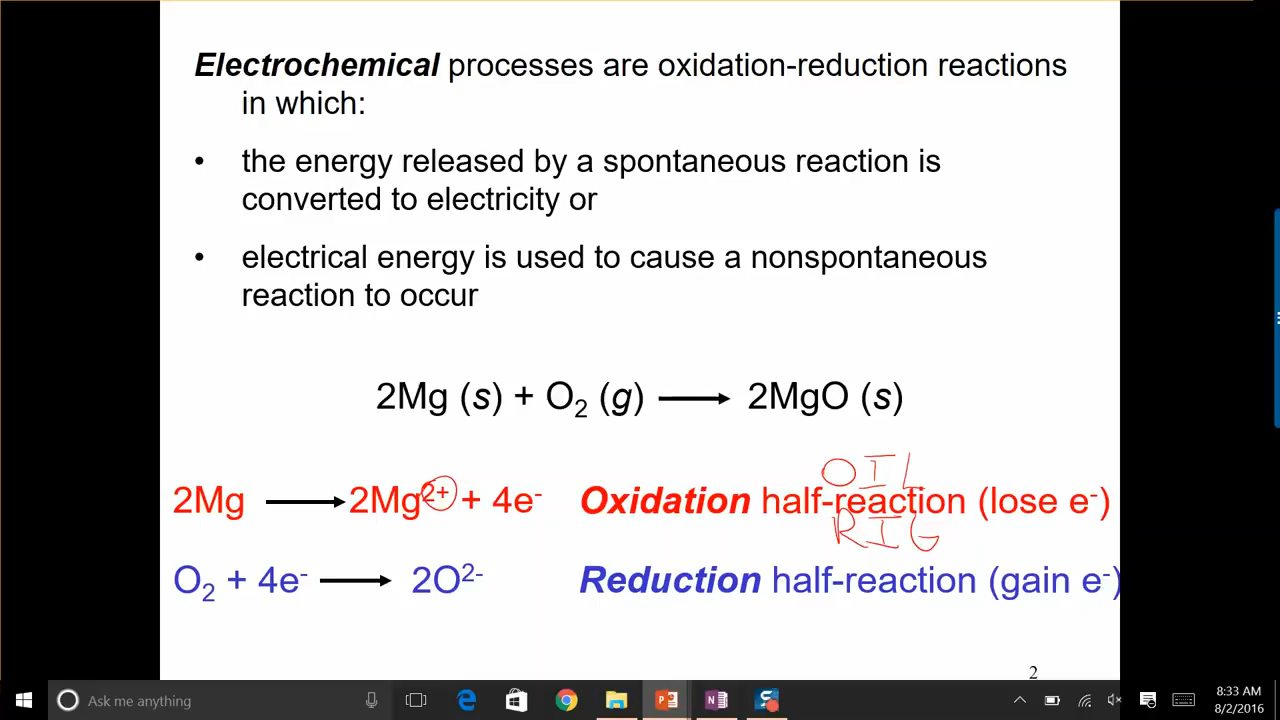 Electrochemical processes are oxidation-reduction reactions
in which:
• the energy released by a spontaneous reaction is
converted to electricity or
• electrical energy is used to cause a nonspontaneous
reaction to occur
2Mg (s) + O₂ (g) ⟶ 2MgO (s)
OIL
2Mg ⟶ 2Mg²⁺ + 4e⁻ Oxidation half-reaction (lose e⁻)
RIG
O₂ + 4e⁻ ⟶ 2O²⁻ Reduction half-reaction (gain e⁻)
2
Ask me anything
8:33 AM
8/2/2016